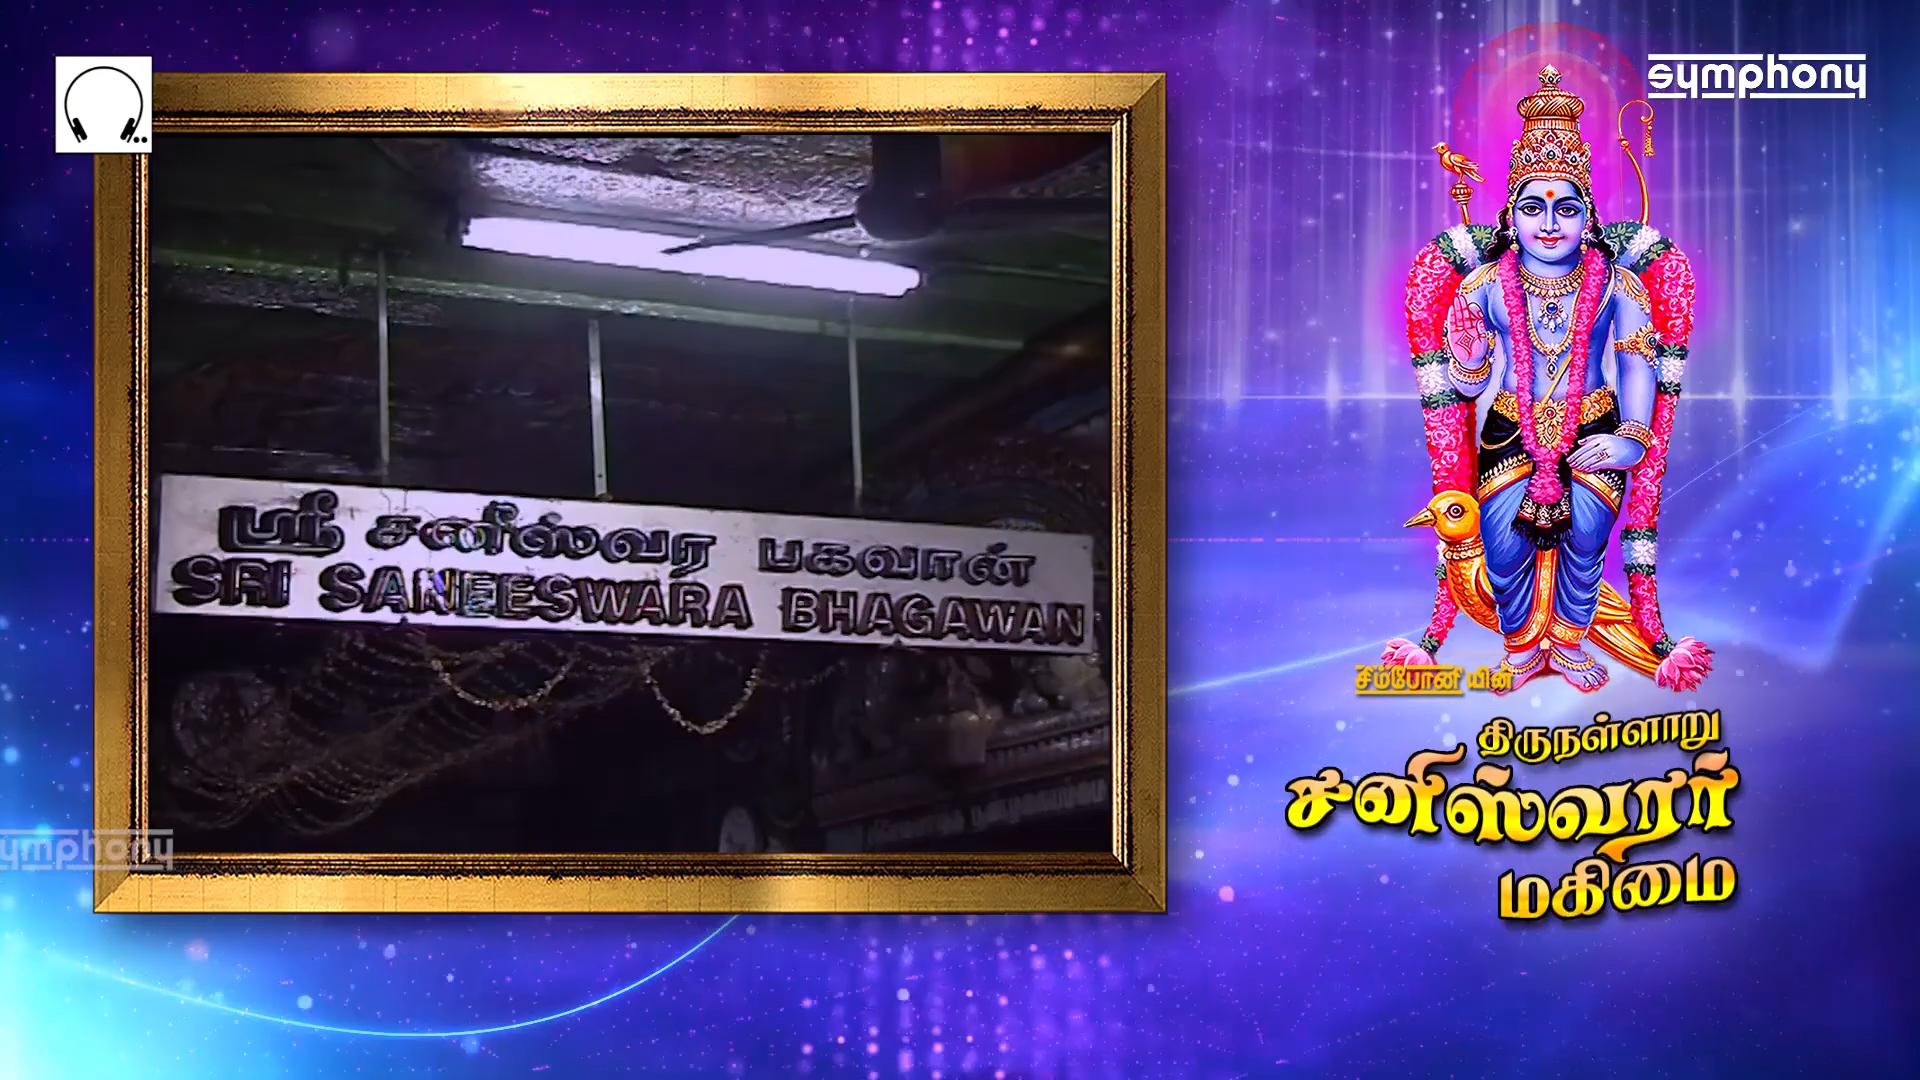 symphony
ஸ்ரீ சனீஸ்வர பகவான்
SRI SANEESWARA BHAGAWAN
சிம்போனி யின்
திருநள்ளாறு
சனிஸ்வரர்
மகிமை
symphony